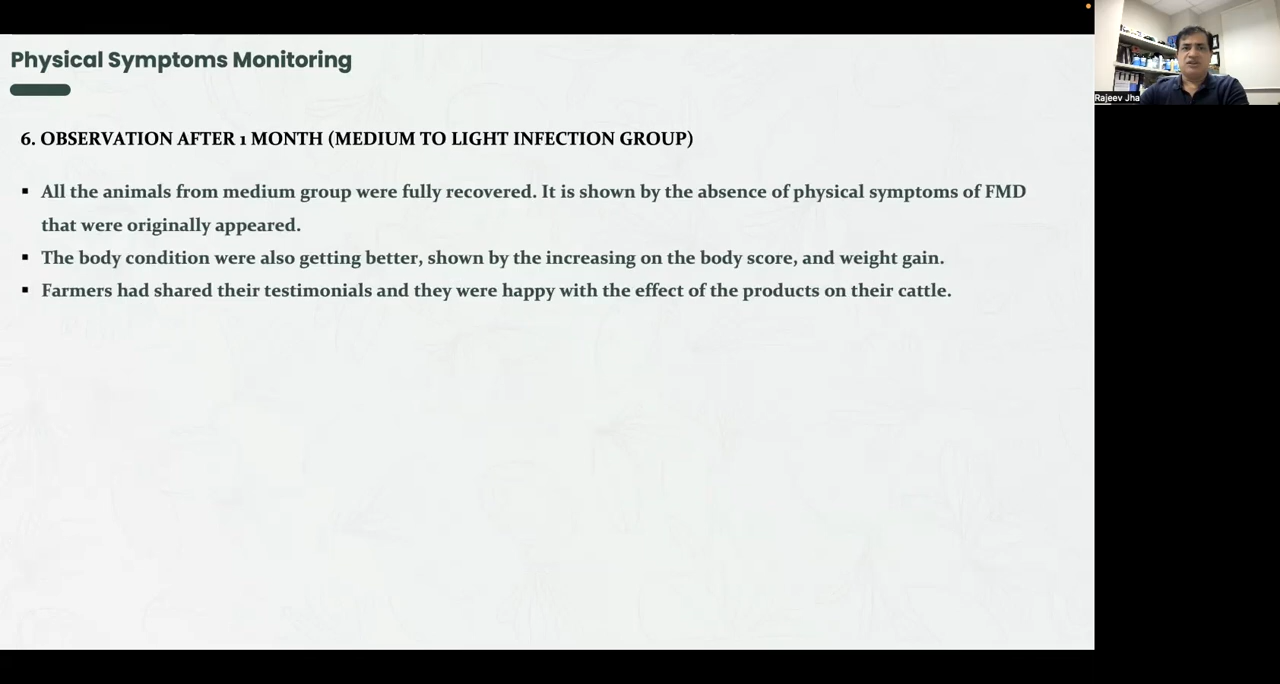 Physical Symptoms Monitoring
6. OBSERVATION AFTER 1 MONTH (MEDIUM TO LIGHT INFECTION GROUP)
▪ All the animals from medium group were fully recovered. It is shown by the absence of physical symptoms of FMD
that were originally appeared.
▪ The body condition were also getting better, shown by the increasing on the body score, and weight gain.
▪ Farmers had shared their testimonials and they were happy with the effect of the products on their cattle.
Rajeev Jha